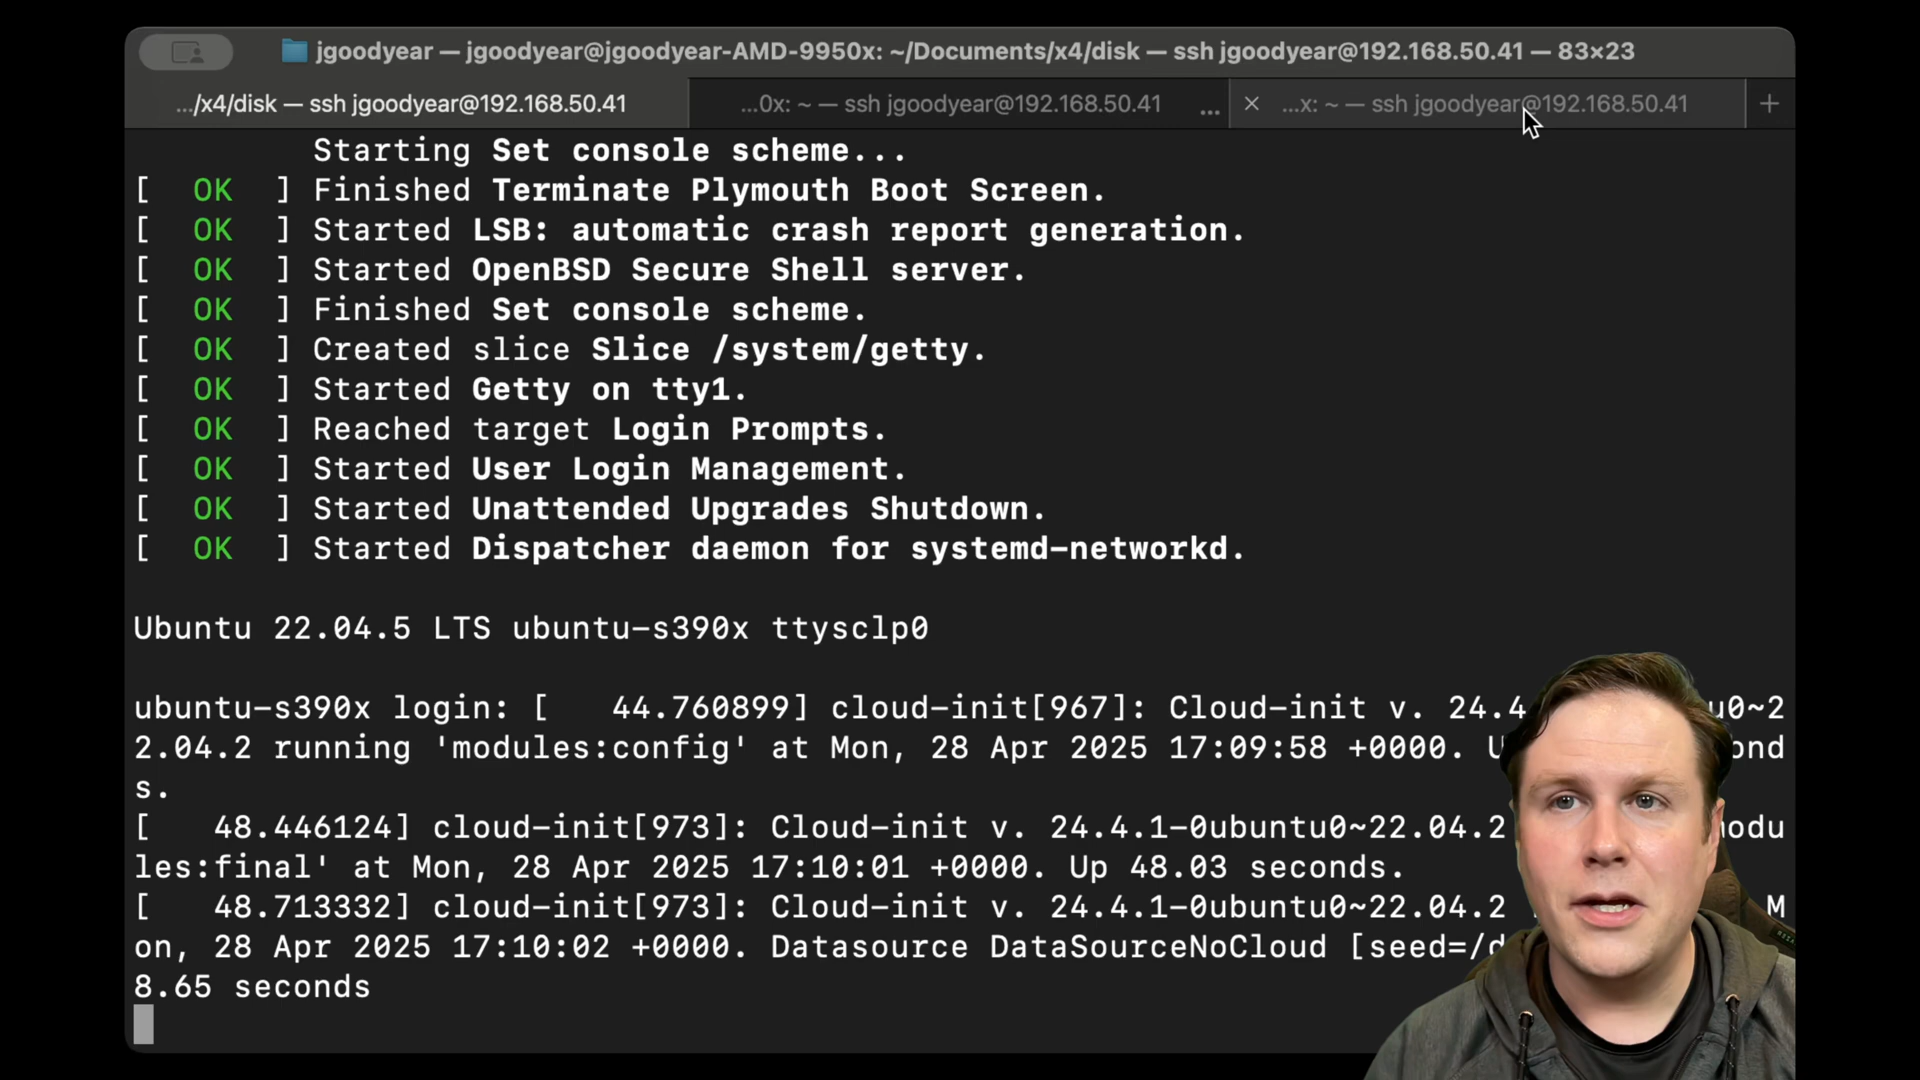 jgoodyear — jgoodyear@jgoodyear-AMD-9950x: ~/Documents/x4/disk — ssh jgoodyear@192.168.50.41 — 83×23
.../x4/disk — ssh jgoodyear@192.168.50.41 ...0x: ~ — ssh jgoodyear@192.168.50.41 ... × ...x: ~ — ssh jgoodyear@192.168.50.41 +
Starting Set console scheme...
[ OK ] Finished Terminate Plymouth Boot Screen.
[ OK ] Started LSB: automatic crash report generation.
[ OK ] Started OpenBSD Secure Shell server.
[ OK ] Finished Set console scheme.
[ OK ] Created slice Slice /system/getty.
[ OK ] Started Getty on tty1.
[ OK ] Reached target Login Prompts.
[ OK ] Started User Login Management.
[ OK ] Started Unattended Upgrades Shutdown.
[ OK ] Started Dispatcher daemon for systemd-networkd.
Ubuntu 22.04.5 LTS ubuntu-s390x ttysclp0
ubuntu-s390x login: [ 44.760899] cloud-init[967]: Cloud-init v. 24.4 u0~2
2.04.2 running 'modules:config' at Mon, 28 Apr 2025 17:09:58 +0000. U ond
s.
[ 48.446124] cloud-init[973]: Cloud-init v. 24.4.1-0ubuntu0~22.04.2 odu
les:final' at Mon, 28 Apr 2025 17:10:01 +0000. Up 48.03 seconds.
[ 48.713332] cloud-init[973]: Cloud-init v. 24.4.1-0ubuntu0~22.04.2 M
on, 28 Apr 2025 17:10:02 +0000. Datasource DataSourceNoCloud [seed=/d
8.65 seconds